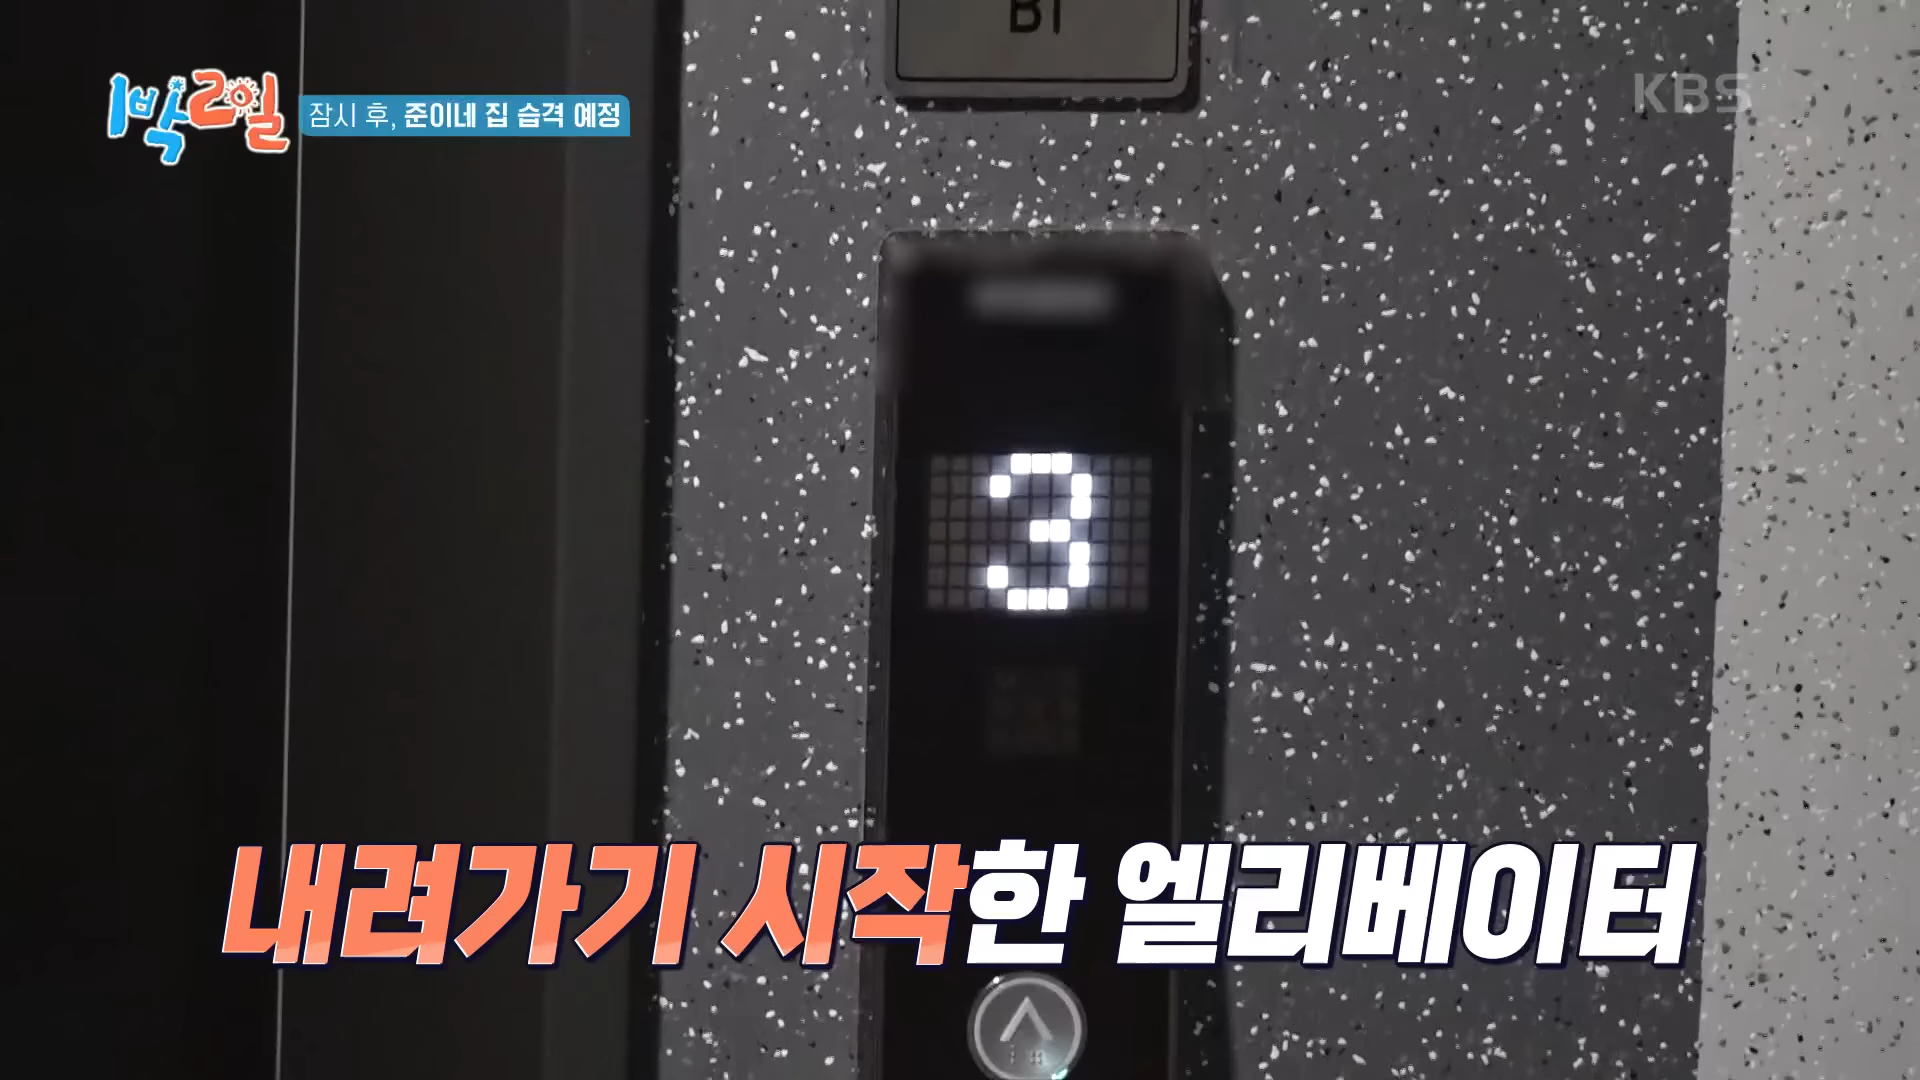 B1
1박2일
잠시 후, 준이네 집 습격 예정
KBS
3
내려가기 시작한 엘리베이터